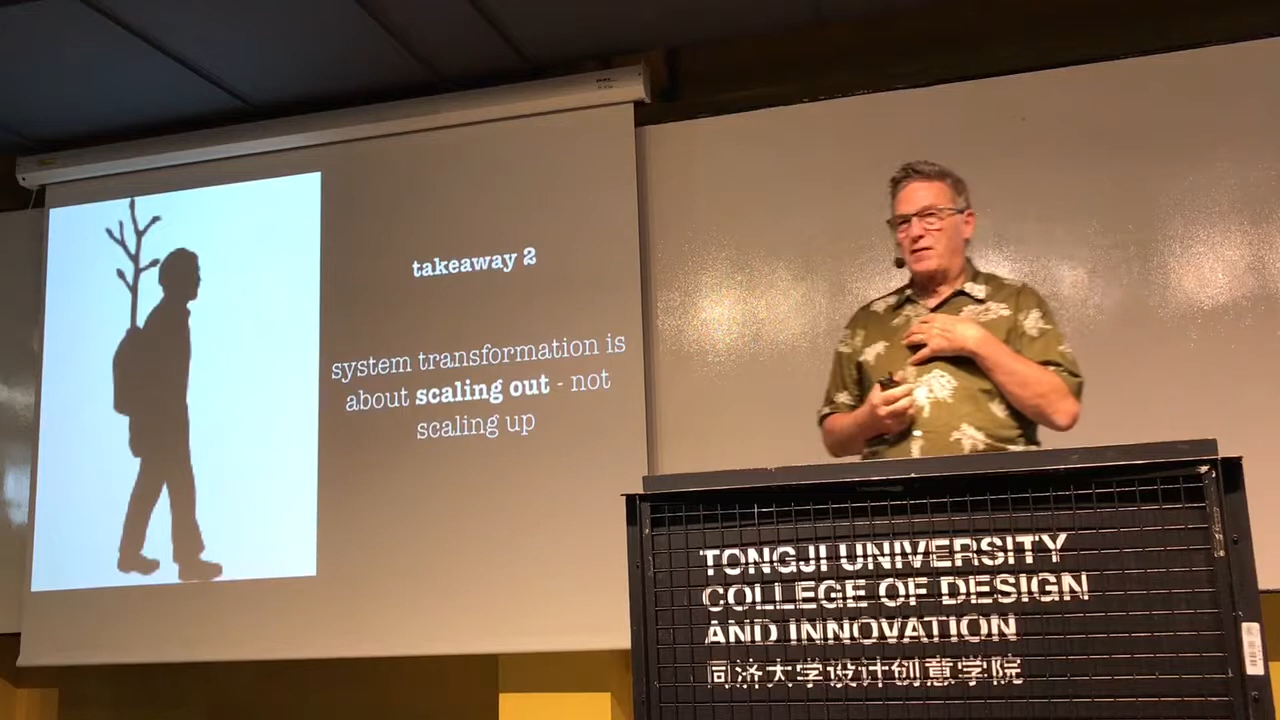 takeaway 2
system transformation is
about scaling out - not
scaling up
TONGJI UNIVERSITY
COLLEGE OF DESIGN
AND INNOVATION
同济大学设计创意学院